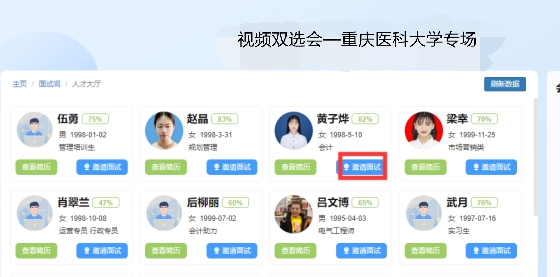 视频双选会—重庆医科大学专场
主页 / 面试间 / 人才大厅
刷新数据
伍勇 75%
男 1998-01-02
管理培训生
查看简历 邀请面试
赵晶 83%
女 1998-3-31
规划管理
查看简历 邀请面试
黄子烨 82%
女 1998-5-10
会计
查看简历 邀请面试
梁幸 70%
女 1999-11-25
市场营销类
查看简历 邀请面试
肖翠兰 47%
女 1998-10-08
运营专员 行政专员
查看简历 邀请面试
后柳丽 60%
女 1999-07-02
会计助力
查看简历 邀请面试
吕文博 65%
男 1995-04-03
电气工程师
查看简历 邀请面试
武月 76%
女 1997-07-16
实习生
查看简历 邀请面试